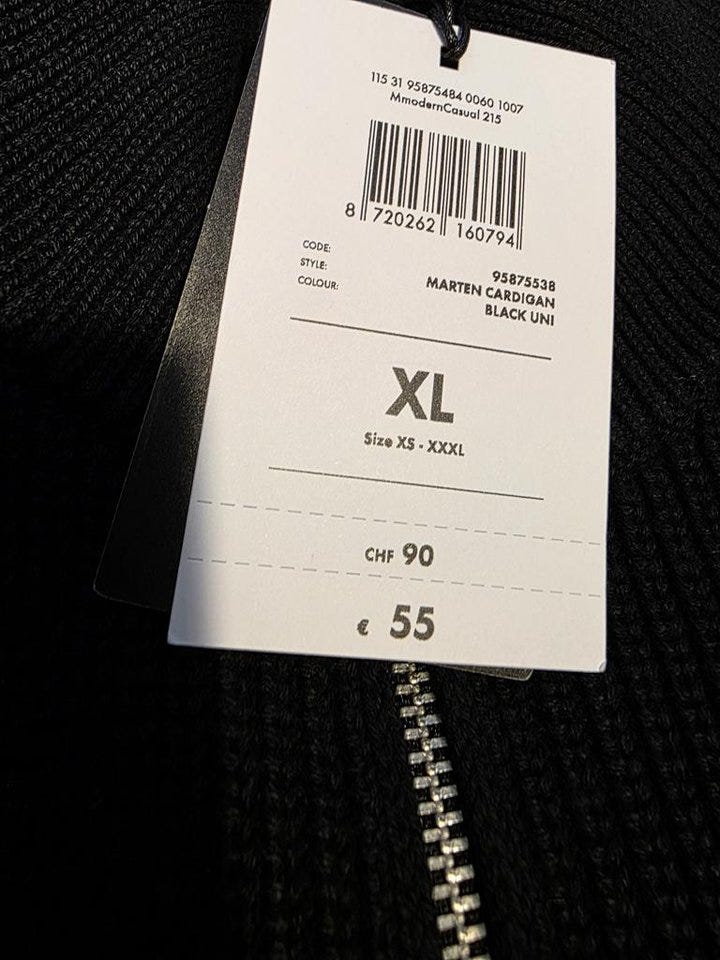 115 31 95875484 0060 1007
MmodernCasual 215
8 720262 160794
CODE: 95875538
STYLE: MARTEN CARDIGAN
COLOUR: BLACK UNI
XL
Size XS - XXXL
CHF 90
€ 55